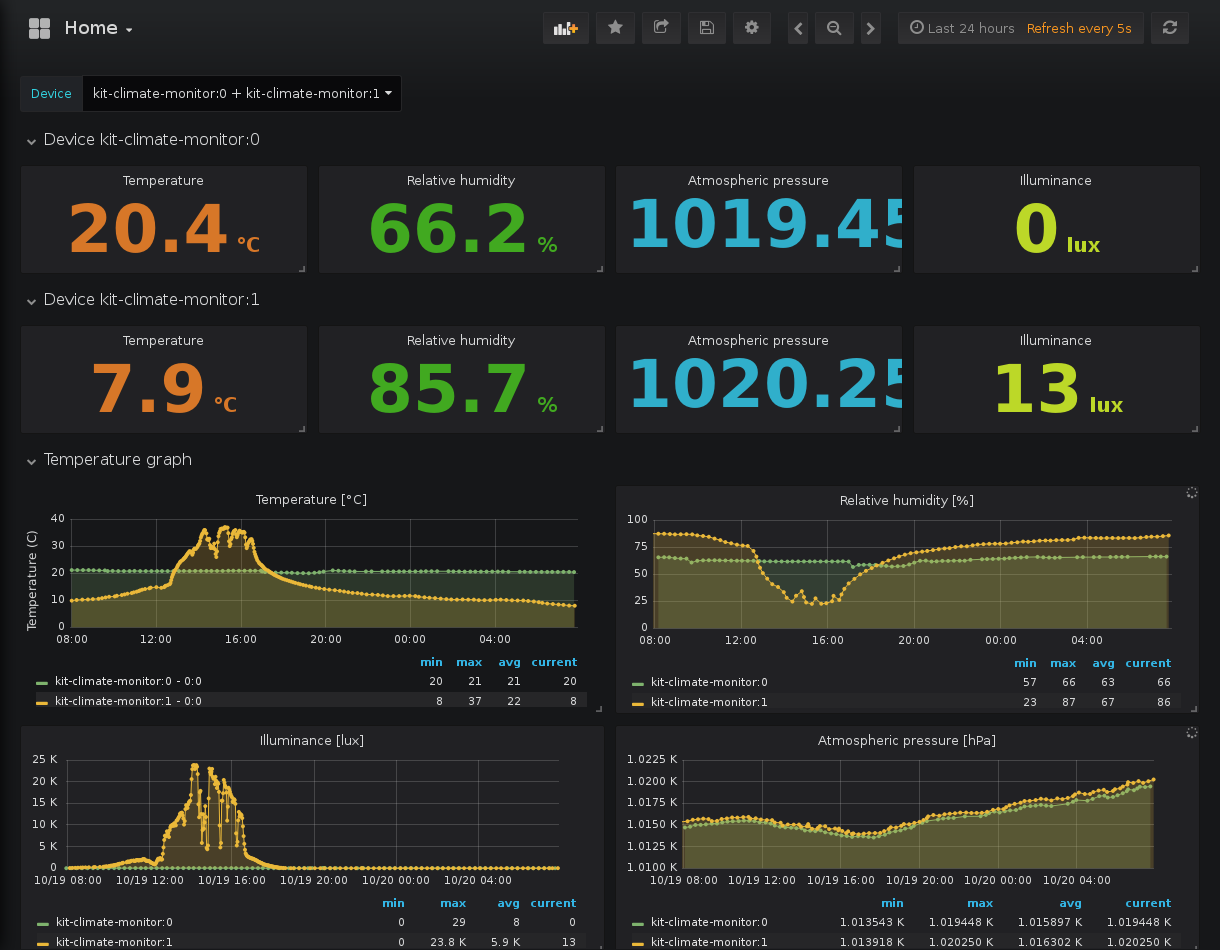 Home
Last 24 hours Refresh every 5s
Device kit-climate-monitor:0 + kit-climate-monitor:1
Device kit-climate-monitor:0
Temperature Relative humidity Atmospheric pressure Illuminance
20.4 °C 66.2 % 1019.45 0 lux
Device kit-climate-monitor:1
Temperature Relative humidity Atmospheric pressure Illuminance
7.9 °C 85.7 % 1020.25 13 lux
Temperature graph
Temperature [°C]
Temperature (C)
40
30
20
10
0
08:00 12:00 16:00 20:00 00:00 04:00
min max avg current
kit-climate-monitor:0 - 0:0 20 21 21 20
kit-climate-monitor:1 - 0:0 8 37 22 8
Relative humidity [%]
100
75
50
25
0
08:00 12:00 16:00 20:00 00:00 04:00
min max avg current
kit-climate-monitor:0 57 66 63 66
kit-climate-monitor:1 23 87 67 86
Illuminance [lux]
25 K
20 K
15 K
10 K
5 K
0
10/19 08:00 10/19 12:00 10/19 16:00 10/19 20:00 10/20 00:00 10/20 04:00
min max avg current
kit-climate-monitor:0 0 29 8 0
kit-climate-monitor:1 0 23.8 K 5.9 K 13
Atmospheric pressure [hPa]
1.0225 K
1.0200 K
1.0175 K
1.0150 K
1.0125 K
1.0100 K
10/19 08:00 10/19 12:00 10/19 16:00 10/19 20:00 10/20 00:00 10/20 04:00
min max avg current
kit-climate-monitor:0 1.013543 K 1.019448 K 1.015897 K 1.019448 K
kit-climate-monitor:1 1.013918 K 1.020250 K 1.016302 K 1.020250 K